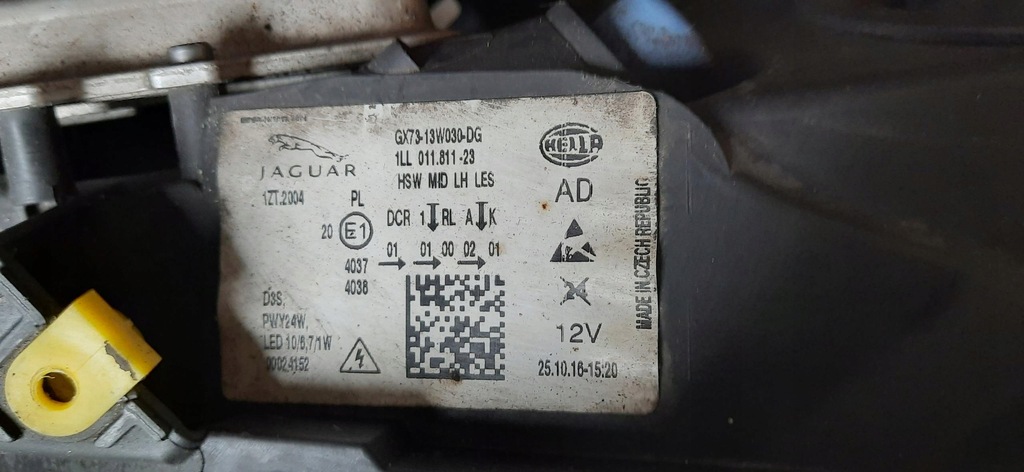 JAGUAR
1ZT.2004
PL
20 E1
4037
4038
D3S,
PWY24W,
LED 10/8,7/1W
00024152
GX73-13W030-DG
1LL 011.811-23
HSW MID LH LES
DCR 1 RL A K
01 01 00 02 01
HELLA
AD
12V
25.10.16-15:20
MADE IN CZECH REPUBLIC